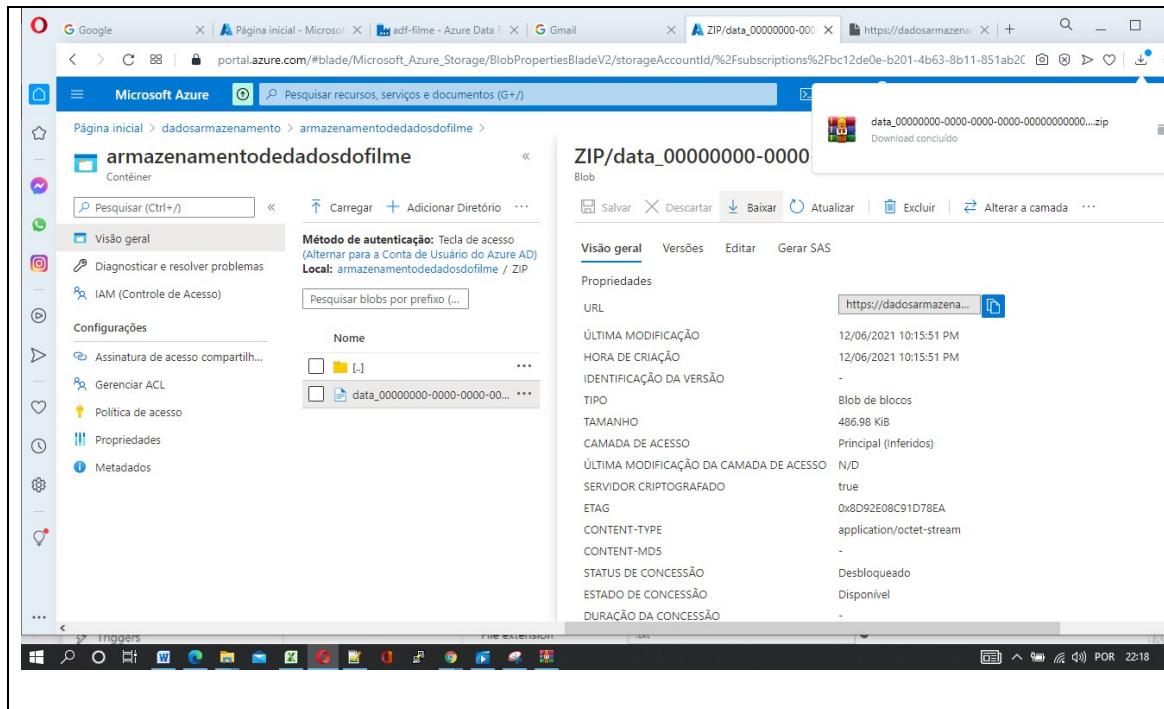 Google
Página inicial - Microsof
adf-filme - Azure Data F
Gmail
ZIP/data_00000000-000
https://dadosarmazena
portal.azure.com/#blade/Microsoft_Azure_Storage/BlobPropertiesBladeV2/storageAccountId/%2Fsubscriptions%2Fbc12de0e-b201-4b63-8b11-851ab2C
Microsoft Azure
Pesquisar recursos, serviços e documentos (G+/)
data_00000000-0000-0000-0000-00000000000....zip
Download concluído
Página inicial > dadosarmazenamento > armazenamentodedadosdofilme >
armazenamentodedadosdofilme
Contêiner
Pesquisar (Ctrl+/)
Visão geral
Diagnosticar e resolver problemas
IAM (Controle de Acesso)
Configurações
Assinatura de acesso compartilh...
Gerenciar ACL
Política de acesso
Propriedades
Metadados
Carregar Adicionar Diretório ...
Método de autenticação: Tecla de acesso
(Alternar para a Conta de Usuário do Azure AD)
Local: armazenamentodedadosdofilme / ZIP
Pesquisar blobs por prefixo (...
Nome
[..]
data_00000000-0000-0000-00...
ZIP/data_00000000-0000
Blob
Salvar Descartar Baixar Atualizar Excluir Alterar a camada ...
Visão geral Versões Editar Gerar SAS
Propriedades
URL https://dadosarmazena...
ÚLTIMA MODIFICAÇÃO 12/06/2021 10:15:51 PM
HORA DE CRIAÇÃO 12/06/2021 10:15:51 PM
IDENTIFICAÇÃO DA VERSÃO -
TIPO Blob de blocos
TAMANHO 486.98 KiB
CAMADA DE ACESSO Principal (Inferidos)
ÚLTIMA MODIFICAÇÃO DA CAMADA DE ACESSO N/D
SERVIDOR CRIPTOGRAFADO true
ETAG 0x8D92E08C91D78EA
CONTENT-TYPE application/octet-stream
CONTENT-MD5 -
STATUS DE CONCESSÃO Desbloqueado
ESTADO DE CONCESSÃO Disponível
DURAÇÃO DA CONCESSÃO -
Triggers
File extension
POR 22:18